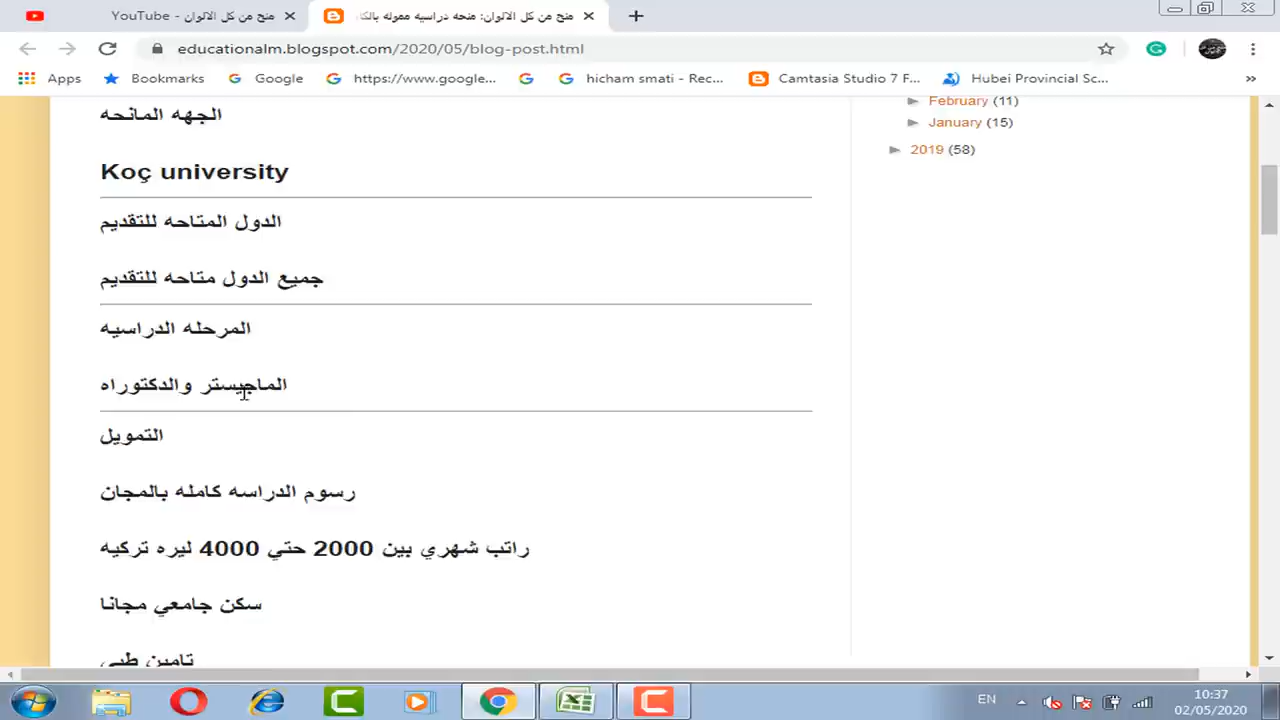 منح من كل الالوان - YouTube
منح من كل الالوان: منحه دراسيه مموله بالكا
educationalm.blogspot.com/2020/05/blog-post.html
Apps
Bookmarks
Google
https://www.google...
hicham smati - Rec...
Camtasia Studio 7 F...
Hubei Provincial Sc...
»
الجهه المانحه
Koç university
الدول المتاحه للتقديم
جميع الدول متاحه للتقديم
المرحله الدراسيه
الماجيستر والدكتوراه
التمويل
رسوم الدراسه كامله بالمجان
راتب شهري بين 2000 حتي 4000 ليره تركيه
سكن جامعي مجانا
تامين طبي
February (11)
January (15)
2019 (58)
EN
10:37
02/05/2020